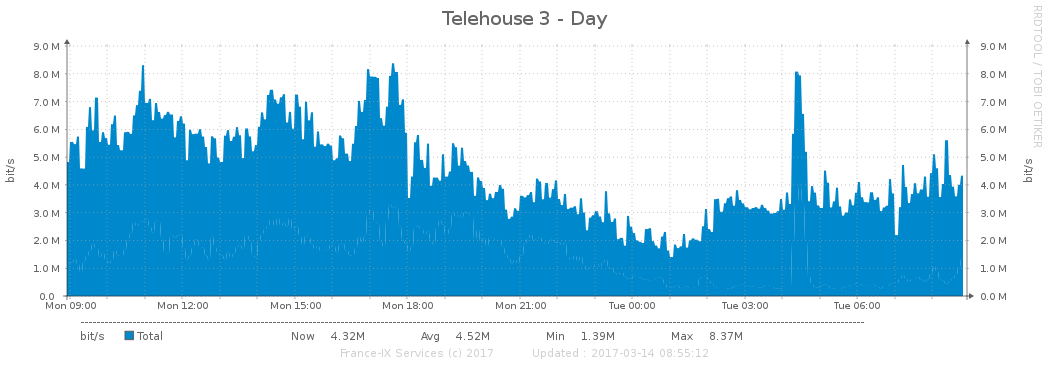 Telehouse 3 - Day
RRDTOOL / TOBI OETIKER
bit/s
9.0 M
8.0 M
7.0 M
6.0 M
5.0 M
4.0 M
3.0 M
2.0 M
1.0 M
0.0
9.0 M
8.0 M
7.0 M
6.0 M
5.0 M
4.0 M
3.0 M
2.0 M
1.0 M
0.0 M
bit/s
Mon 09:00 Mon 12:00 Mon 15:00 Mon 18:00 Mon 21:00 Tue 00:00 Tue 03:00 Tue 06:00
bit/s Total Now 4.32M Avg 4.52M Min 1.39M Max 8.37M
France-IX Services (c) 2017 Updated : 2017-03-14 08:55:12